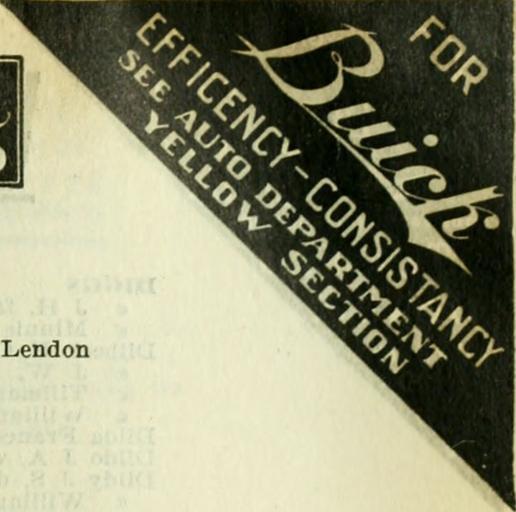 FOR
Buick
EFFICENCY-CONSISTANCY
SEE AUTO DEPARTMENT
YELLOW SECTION
Lendon